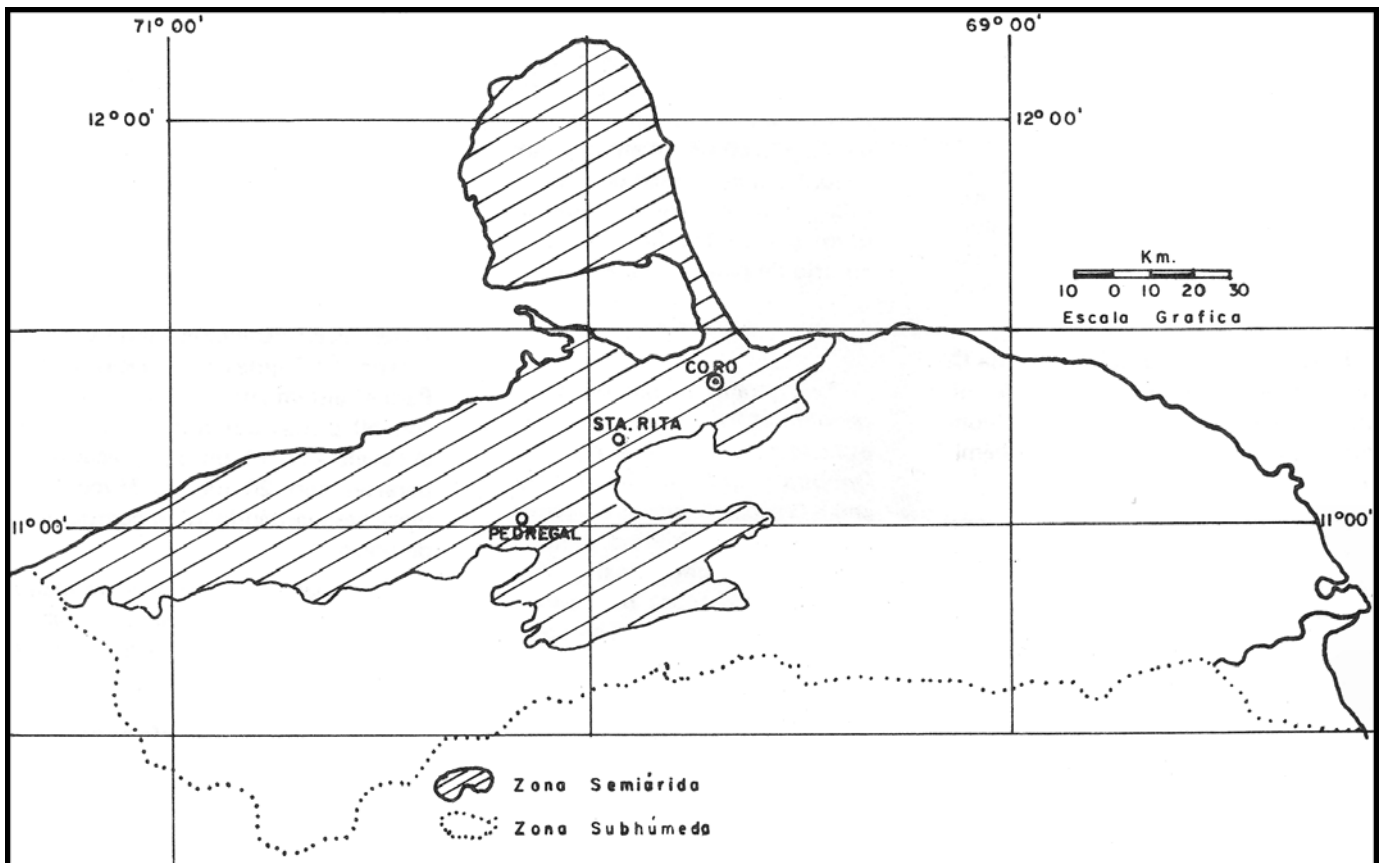 71° 00'
69° 00'
12° 00'
12° 00'
Km.
10 0 10 20 30
Escala Grafica
CORO
STA. RITA
11° 00'
PEDREGAL
11° 00'
Zona Semiárida
Zona Subhúmeda